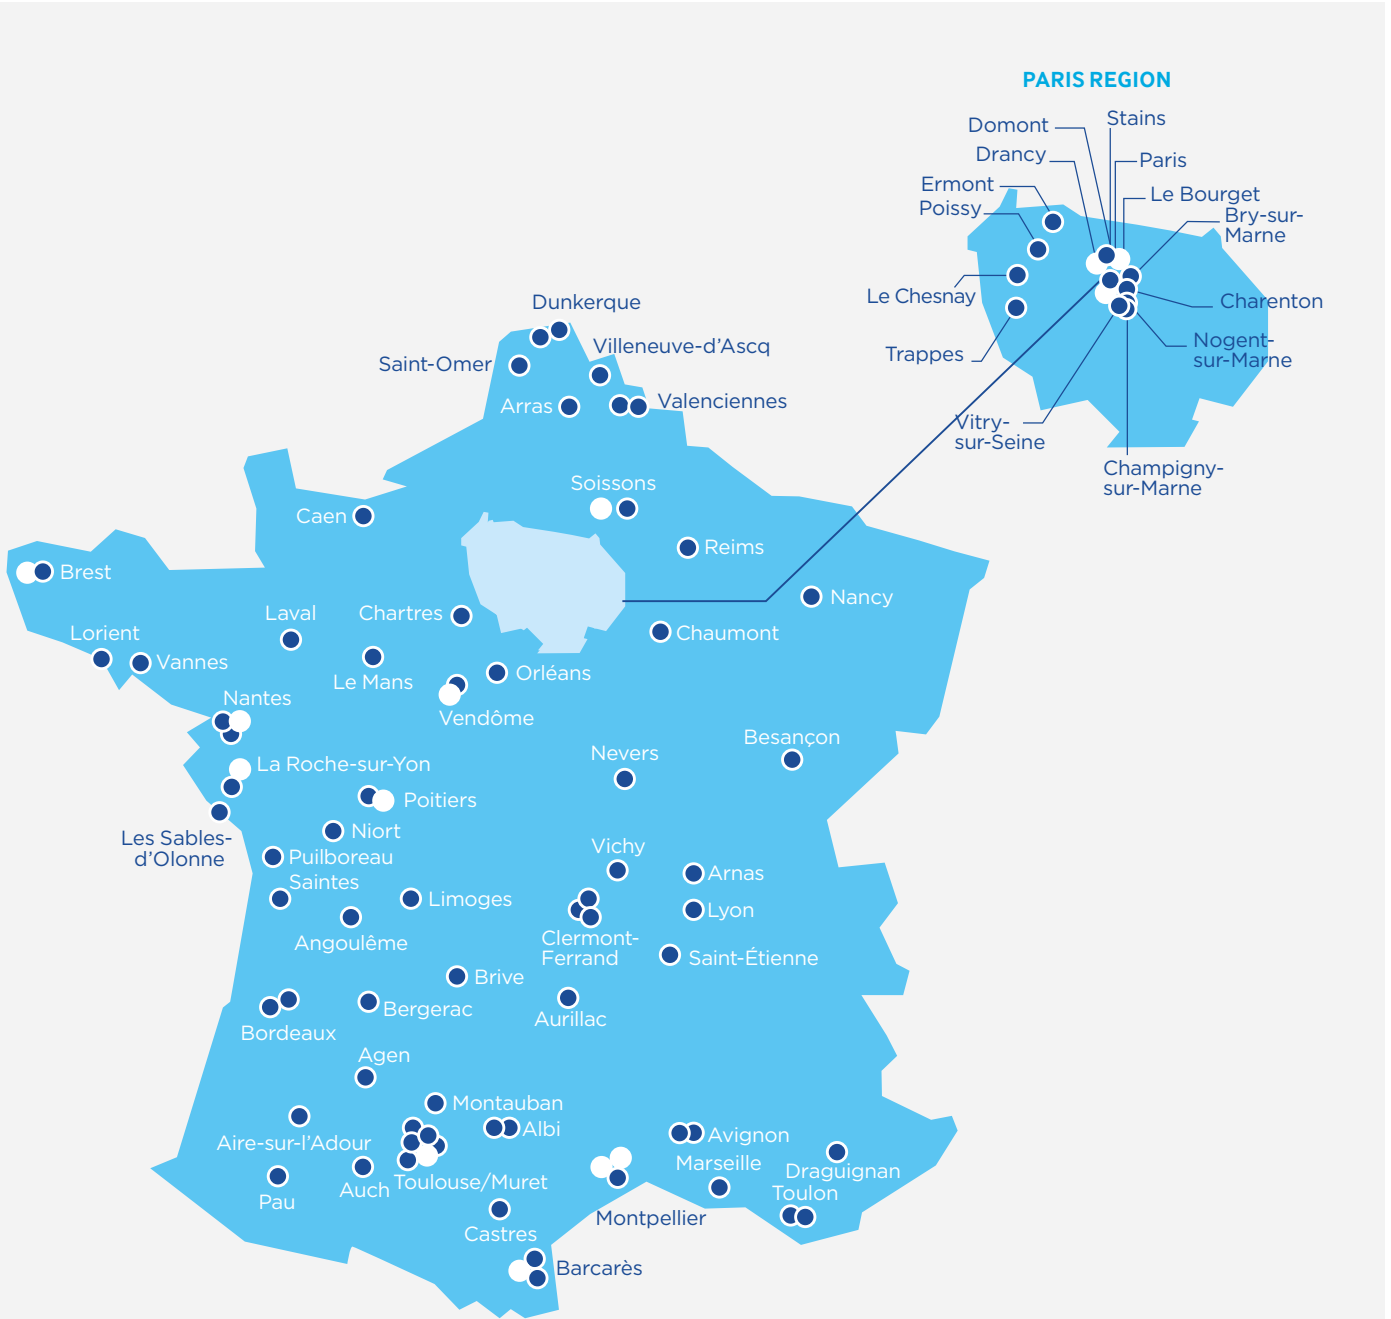 PARIS REGION
Stains
Domont
Drancy
Paris
Ermont
Le Bourget
Poissy
Bry-sur-
Marne
Le Chesnay
Charenton
Trappes
Nogent-
sur-Marne
Vitry-
sur-Seine
Champigny-
sur-Marne
Dunkerque
Villeneuve-d'Ascq
Saint-Omer
Arras
Valenciennes
Soissons
Caen
Reims
Brest
Nancy
Laval
Chartres
Lorient
Chaumont
Vannes
Le Mans
Orléans
Nantes
Vendôme
Besançon
Nevers
La Roche-sur-Yon
Poitiers
Les Sables-
d'Olonne
Niort
Vichy
Puilboreau
Arnas
Saintes
Limoges
Lyon
Angoulême
Clermont-
Ferrand
Saint-Étienne
Brive
Bergerac
Aurillac
Bordeaux
Agen
Montauban
Albi
Avignon
Aire-sur-l'Adour
Marseille
Draguignan
Auch
Toulouse/Muret
Toulon
Pau
Montpellier
Castres
Barcarès